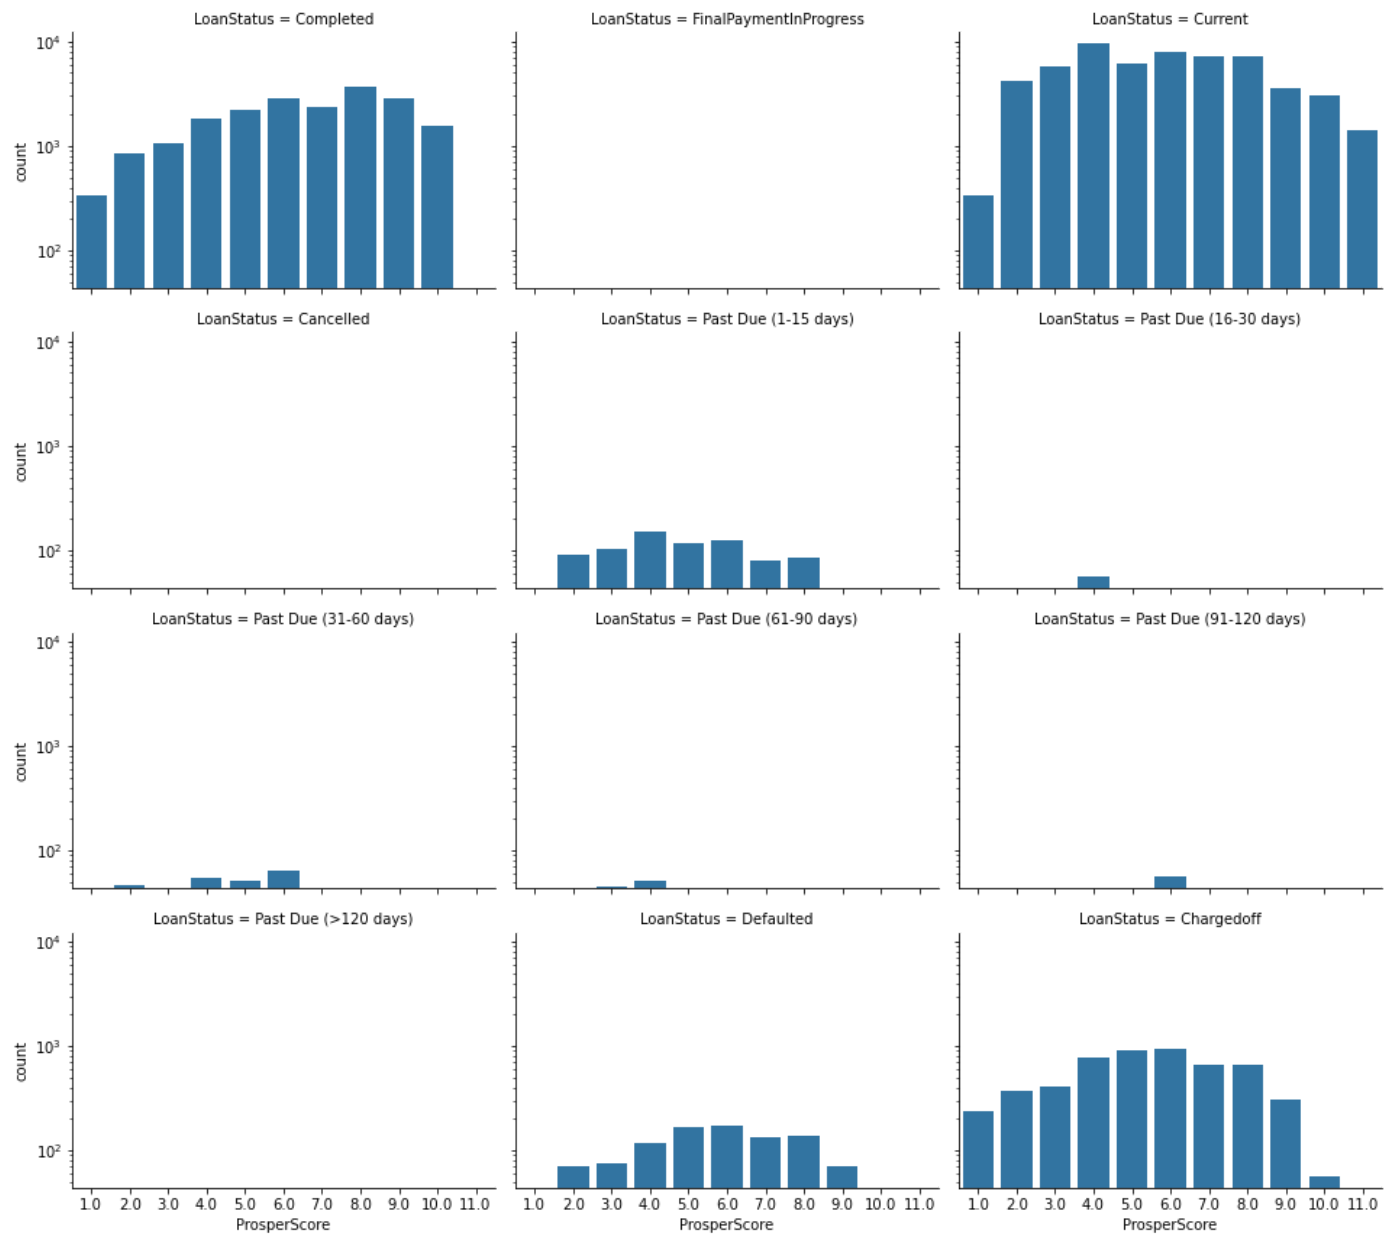 LoanStatus = Completed
LoanStatus = FinalPaymentInProgress
LoanStatus = Current
10⁴
10³
10²
count
LoanStatus = Cancelled
LoanStatus = Past Due (1-15 days)
LoanStatus = Past Due (16-30 days)
10⁴
10³
10²
count
LoanStatus = Past Due (31-60 days)
LoanStatus = Past Due (61-90 days)
LoanStatus = Past Due (91-120 days)
10⁴
10³
10²
count
LoanStatus = Past Due (>120 days)
LoanStatus = Defaulted
LoanStatus = Chargedoff
10⁴
10³
10²
count
1.0 2.0 3.0 4.0 5.0 6.0 7.0 8.0 9.0 10.0 11.0
ProsperScore
1.0 2.0 3.0 4.0 5.0 6.0 7.0 8.0 9.0 10.0 11.0
ProsperScore
1.0 2.0 3.0 4.0 5.0 6.0 7.0 8.0 9.0 10.0 11.0
ProsperScore